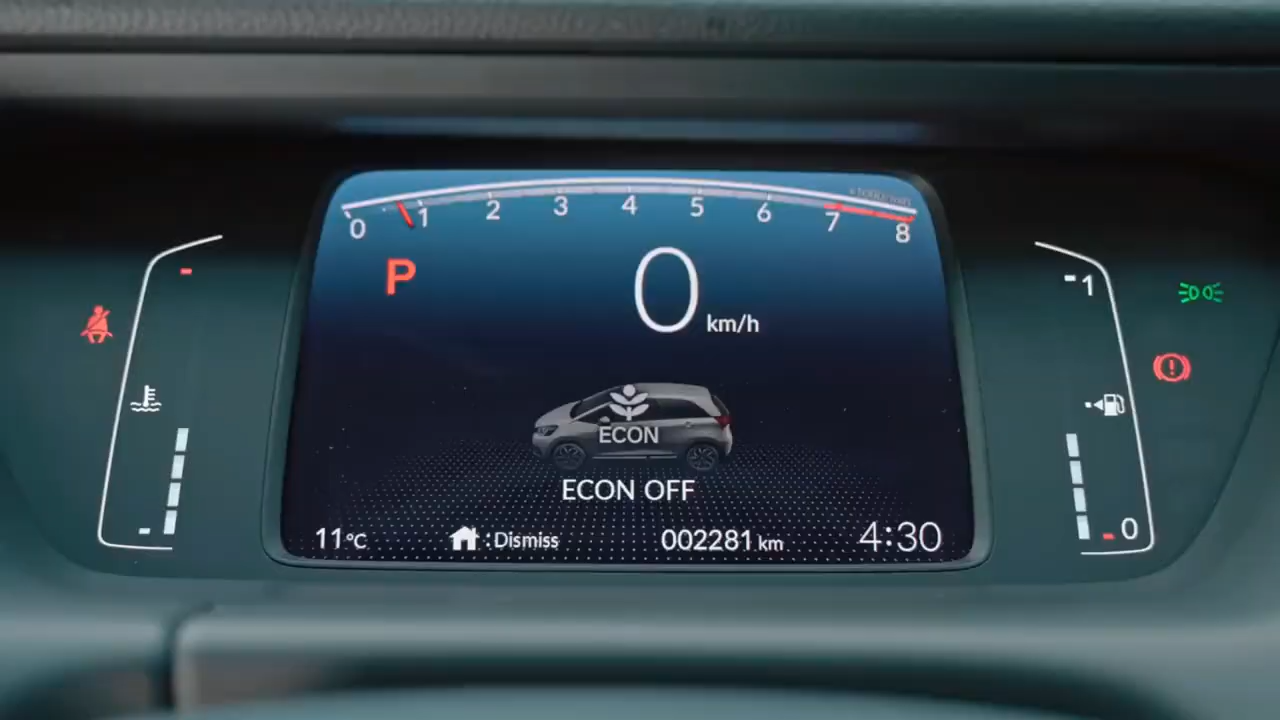 0 1 2 3 4 5 6 7 8
P
0 km/h
1
ECON
ECON OFF
0
11°C
:Dismiss
002281 km
4:30